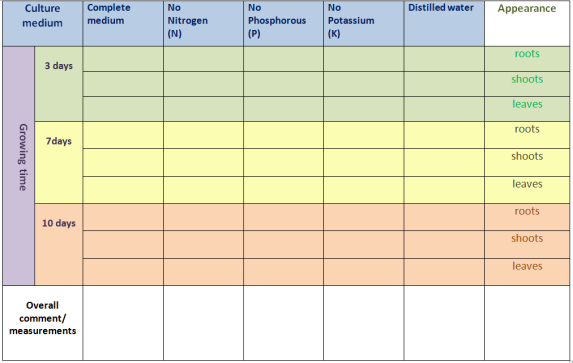 Culture medium
Complete medium
No Nitrogen (N)
No Phosphorous (P)
No Potassium (K)
Distilled water
Appearance
Growing time
3 days
roots
shoots
leaves
7days
roots
shoots
leaves
10 days
roots
shoots
leaves
Overall
comment/
measurements